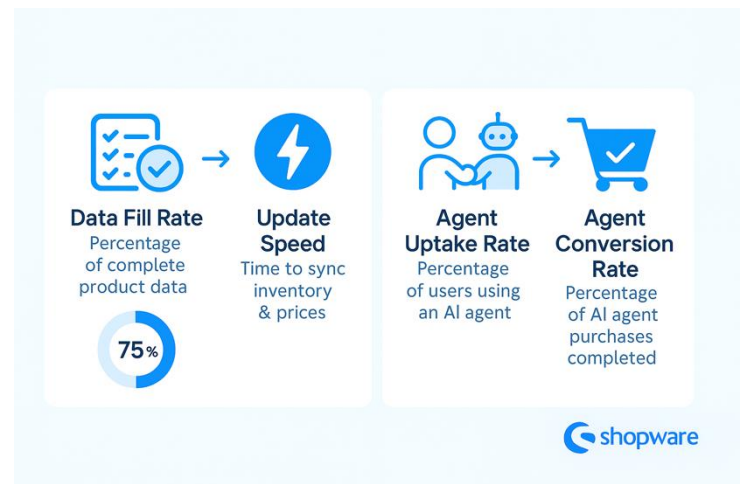 Data Fill Rate
Percentage
of complete
product data
75%
Update
Speed
Time to sync
inventory
& prices
Agent
Uptake Rate
Percentage
of users using
an AI agent
Agent
Conversion
Rate
Percentage
of AI agent
purchases
completed
shopware